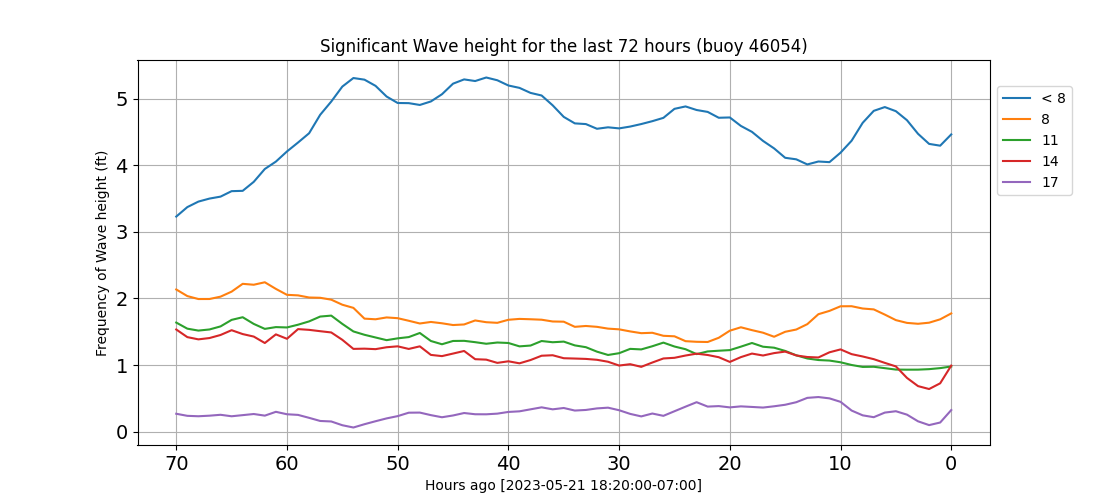 Significant Wave height for the last 72 hours (buoy 46054)
Frequency of Wave height (ft)
5
4
3
2
1
0
70 60 50 40 30 20 10 0
Hours ago [2023-05-21 18:20:00-07:00]
< 8
8
11
14
17